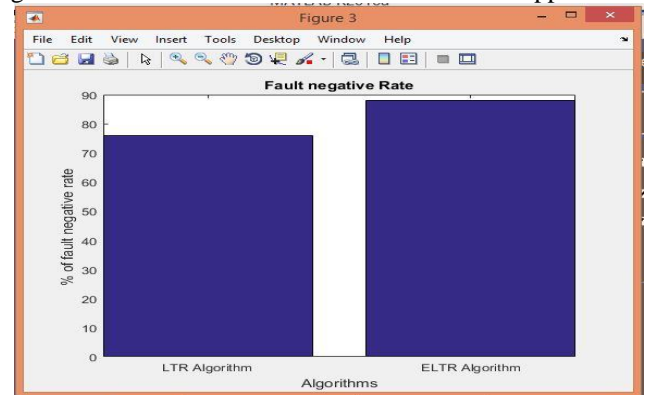 Figure 3
File Edit View Insert Tools Desktop Window Help
Fault negative Rate
90
80
70
60
50
40
30
20
10
0
% of fault negative rate
LTR Algorithm ELTR Algorithm
Algorithms